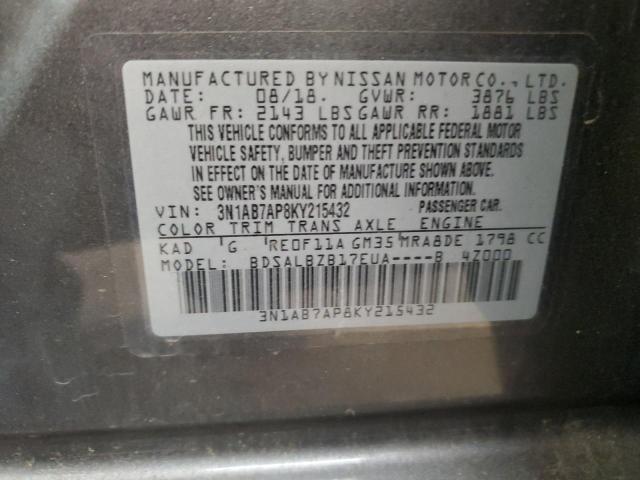 MANUFACTURED BY NISSAN MOTOR CO., LTD.
DATE: 08/18. GVWR: 3876 LBS
GAWR FR: 2143 LBS GAWR RR: 1881 LBS
THIS VEHICLE CONFORMS TO ALL APPLICABLE FEDERAL MOTOR
VEHICLE SAFETY, BUMPER AND THEFT PREVENTION STANDARDS
IN EFFECT ON THE DATE OF MANUFACTURE SHOWN ABOVE.
SEE OWNER'S MANUAL FOR ADDITIONAL INFORMATION.
VIN: 3N1AB7AP8KY215432 PASSENGER CAR.
COLOR TRIM TRANS AXLE ENGINE
KAD G RE0F11A GM35 MRA8DE 1798 CC
MODEL: BDSALBZB17EUA----B 4Z000
3N1AB7AP8KY215432